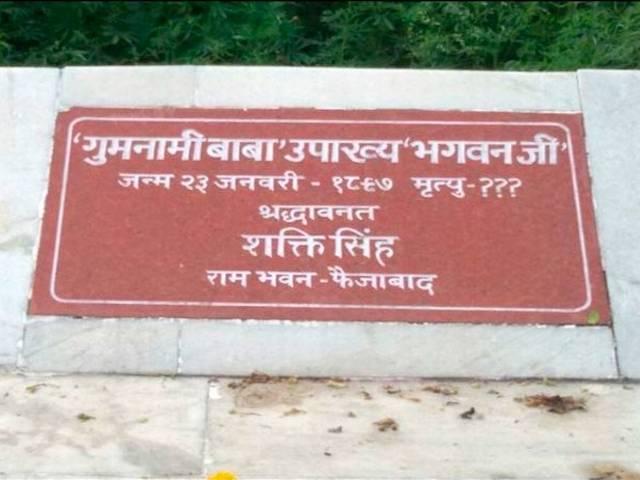 'गुमनामी बाबा' उपाख्य 'भगवन जी'
जन्म २३ जनवरी - १८९७ मृत्यु - ???
श्रद्धावनत
शक्ति सिंह
राम भवन - फैजाबाद